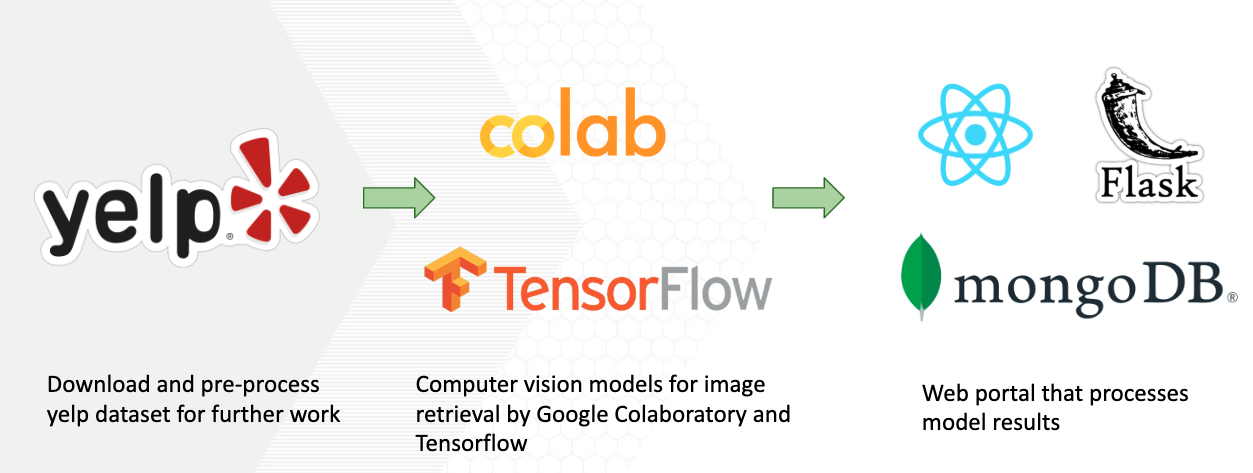 yelp
®
colab
TensorFlow
Flask
mongoDB®
Download and pre-process
yelp dataset for further work
Computer vision models for image
retrieval by Google Colaboratory and
Tensorflow
Web portal that processes
model results